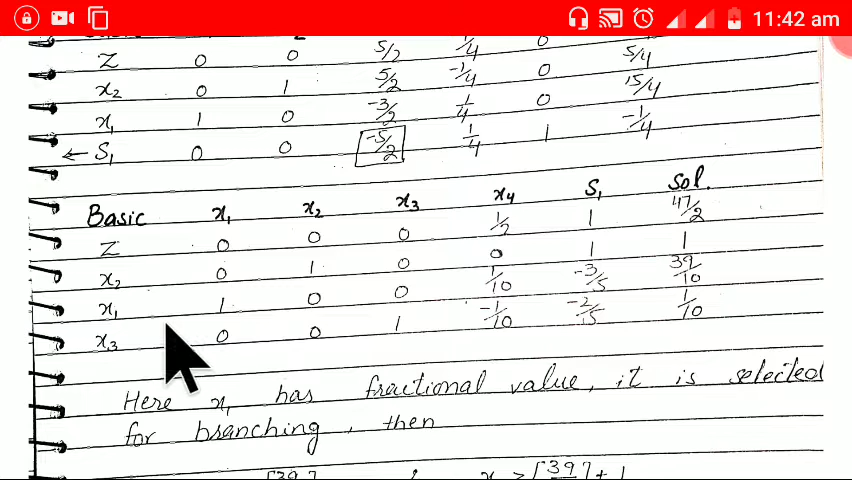 11:42 am
Z 0 0 5/2 1/4 0 5/4
x₂ 0 1 5/2 -1/4 0 15/4
x₁ 1 0 -3/2 1/4 0 -1/4
← S₁ 0 0 -5/2 1/4 1
Basic x₁ x₂ x₃ x₄ S₁ Sol.
Z 0 0 0 1/2 1 47/2
x₂ 0 1 0 0 1 1
x₁ 1 0 0 1/10 -3/5 39/10
x₃ 0 0 1 -1/10 -2/5 1/10
Here x₁ has fractional value, it is selected
for branching, then